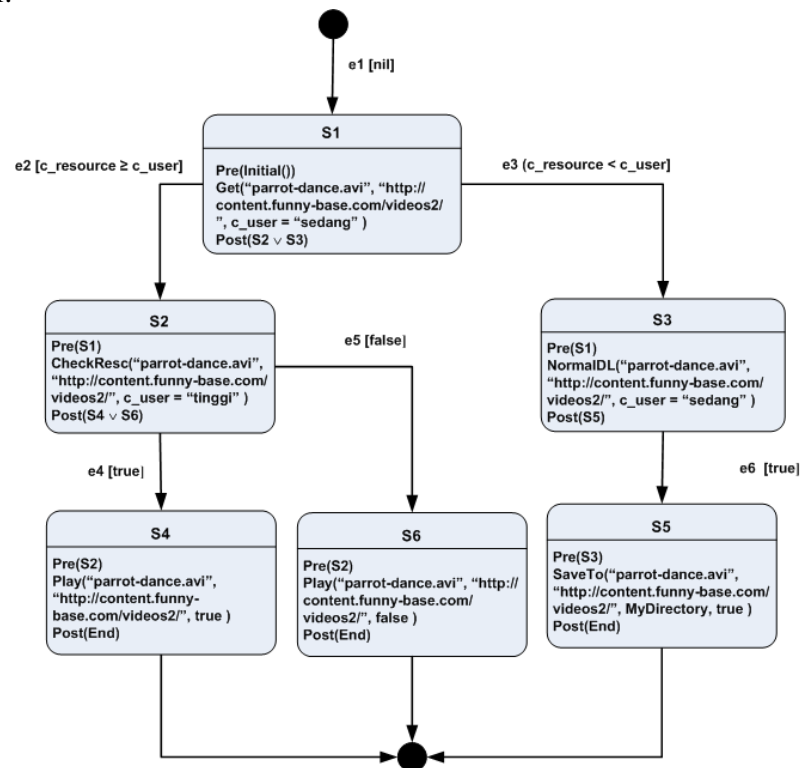 e1 [nil]
S1
Pre(Initial())
Get(“parrot-dance.avi”, “http://
content.funny-base.com/videos2/
”, c_user = “sedang” )
Post(S2 ∨ S3)
e2 [c_resource ≥ c_user]
e3 (c_resource < c_user]
S2
Pre(S1)
CheckResc(“parrot-dance.avi”,
“http://content.funny-base.com/
videos2/”, c_user = “tinggi” )
Post(S4 ∨ S6)
e5 [false]
S3
Pre(S1)
NormalDL(“parrot-dance.avi”,
“http://content.funny-base.com/
videos2/”, c_user = “sedang” )
Post(S5)
e4 [true]
e6 [true]
S4
Pre(S2)
Play(“parrot-dance.avi”,
“http://content.funny-
base.com/videos2/”, true )
Post(End)
S6
Pre(S2)
Play(“parrot-dance.avi”, “http://
content.funny-base.com/
videos2/”, false )
Post(End)
S5
Pre(S3)
SaveTo(“parrot-dance.avi”,
“http://content.funny-base.com/
videos2/”, MyDirectory, true )
Post(End)